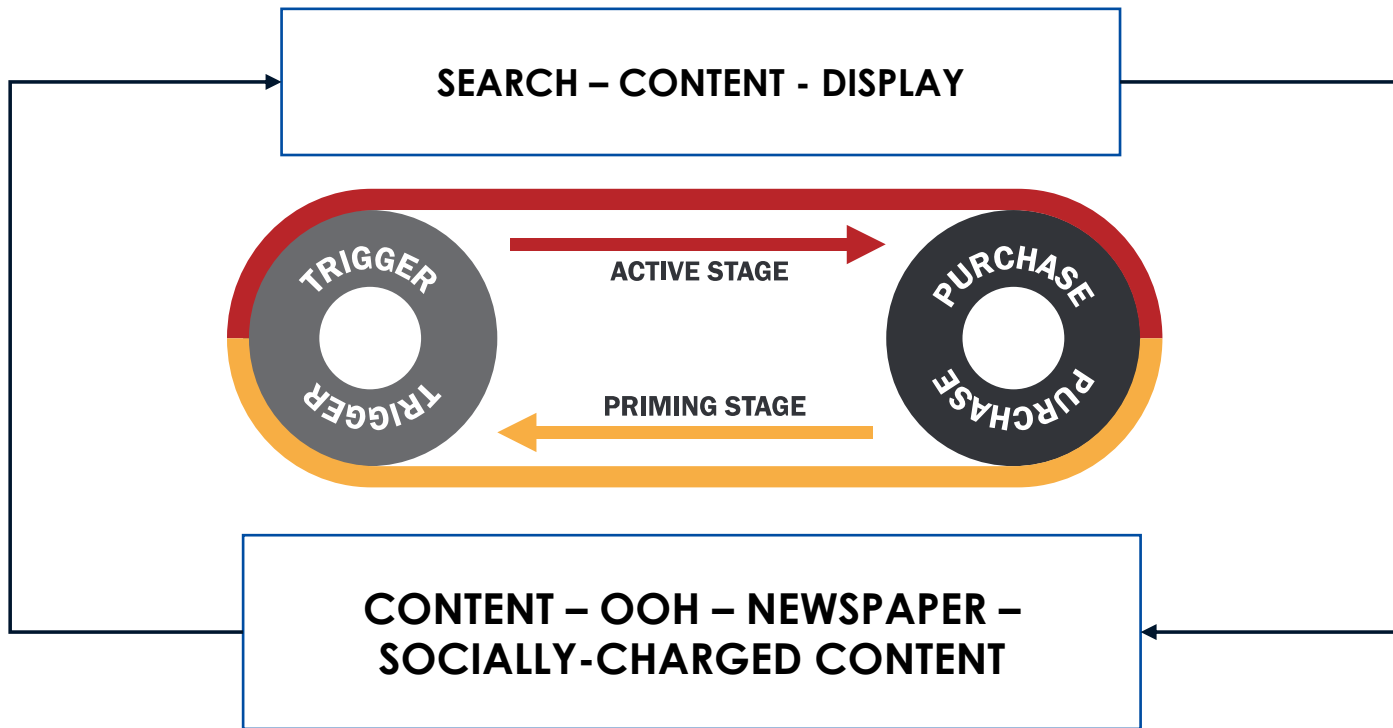 SEARCH – CONTENT - DISPLAY
TRIGGER
TRIGGER
ACTIVE STAGE
PRIMING STAGE
PURCHASE
PURCHASE
CONTENT – OOH – NEWSPAPER –
SOCIALLY-CHARGED CONTENT